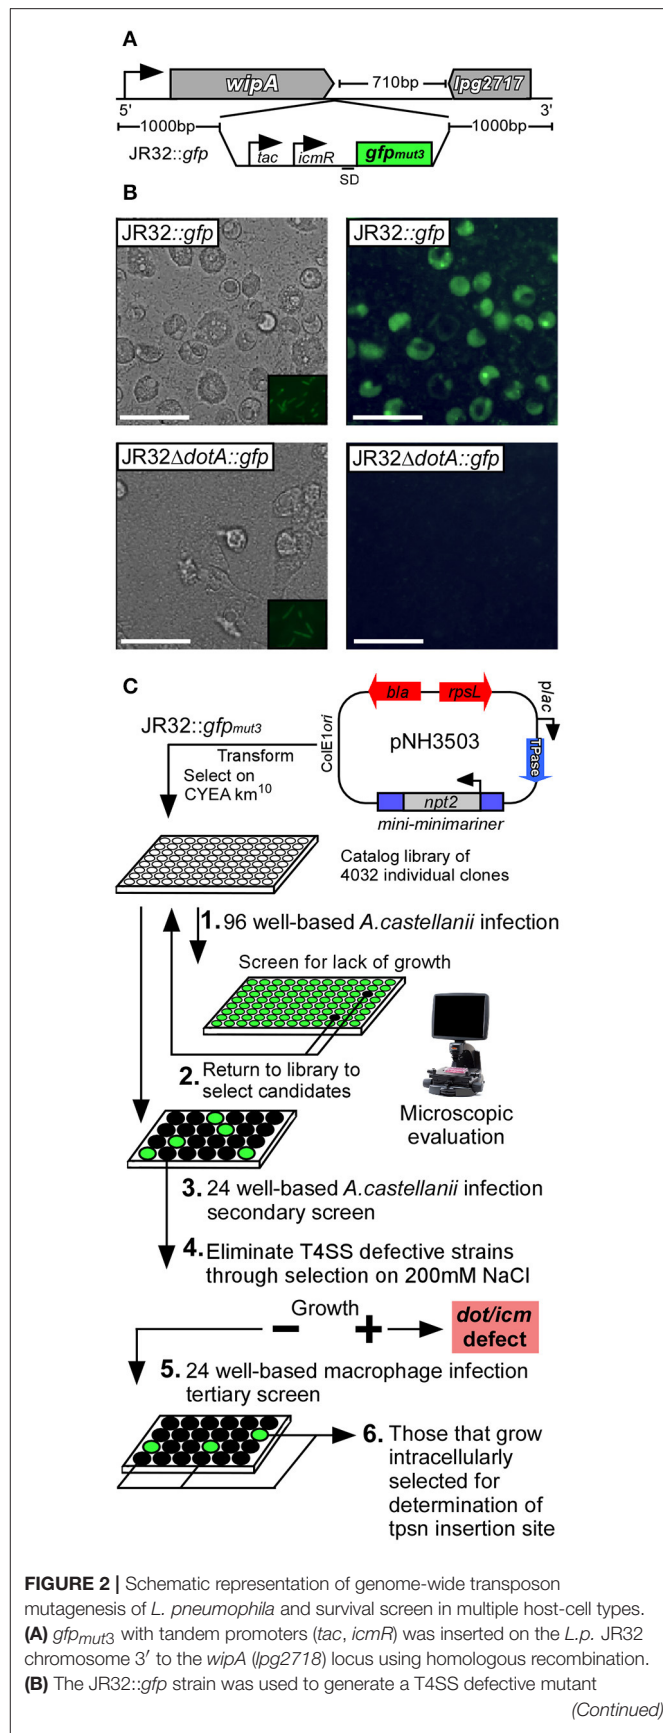 A
wipA
710bp
lpg2717
5'
3'
1000bp
1000bp
JR32::gfp
tac
icmR
gfpmut3
SD
B
JR32::gfp
JR32::gfp
JR32ΔdotA::gfp
JR32ΔdotA::gfp
C
bla
rpsL
plac
JR32::gfpmut3
ColE1ori
pNH3503
TPase
Transform
Select on
CYEA km10
npt2
mini-minimariner
Catalog library of
4032 individual clones
1. 96 well-based A.castellanii infection
Screen for lack of growth
2. Return to library to
select candidates
Microscopic
evaluation
3. 24 well-based A.castellanii infection
secondary screen
4. Eliminate T4SS defective strains
through selection on 200mM NaCl
Growth
− +
dot/icm
defect
5. 24 well-based macrophage infection
tertiary screen
6. Those that grow
intracellularly
selected for
determination of
tpsn insertion site
FIGURE 2 | Schematic representation of genome-wide transposon
mutagenesis of L. pneumophila and survival screen in multiple host-cell types.
(A) gfpmut3 with tandem promoters (tac, icmR) was inserted on the L.p. JR32
chromosome 3′ to the wipA (lpg2718) locus using homologous recombination.
(B) The JR32::gfp strain was used to generate a T4SS defective mutant
(Continued)